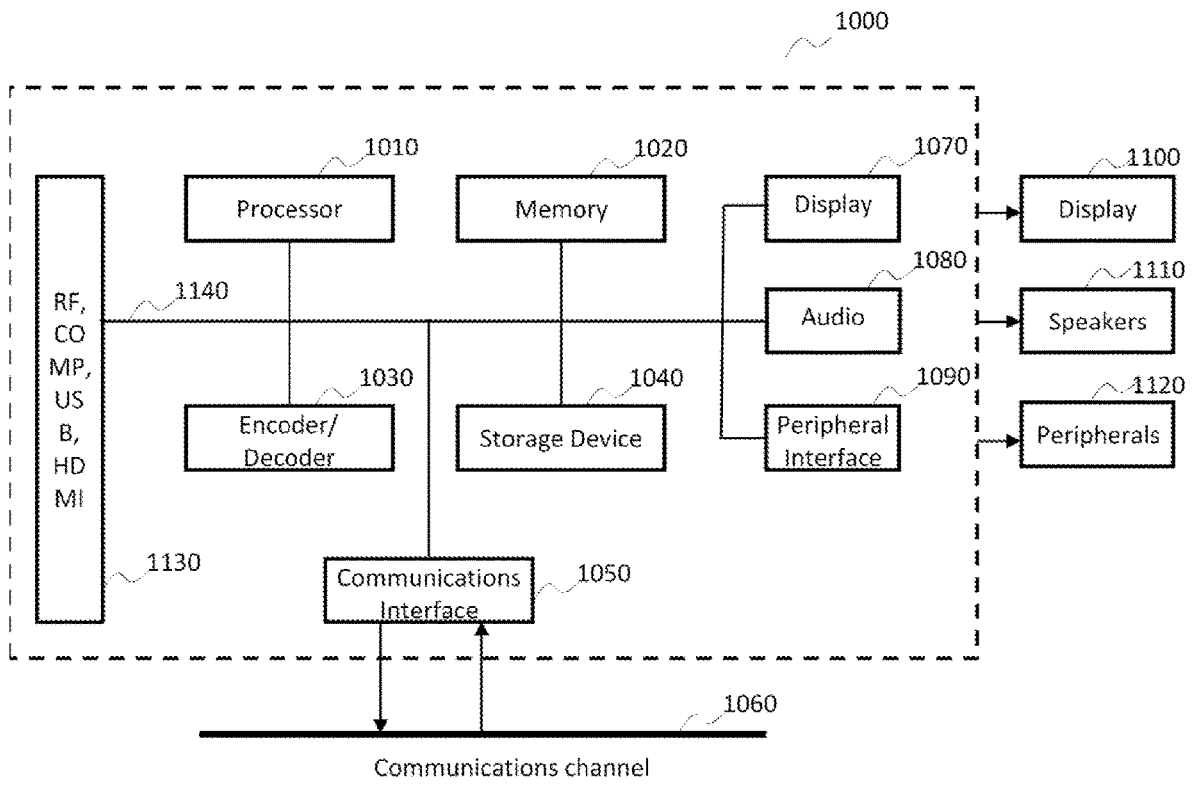 1000
1010
1020
1070
1100
Processor
Memory
Display
Display
1140
1080
1110
RF,
CO
MP,
US
B,
HD
MI
Audio
Speakers
1030
1040
1090
1120
Encoder/
Decoder
Storage Device
Peripheral
Interface
Peripherals
1130
Communications
Interface
1050
1060
Communications channel